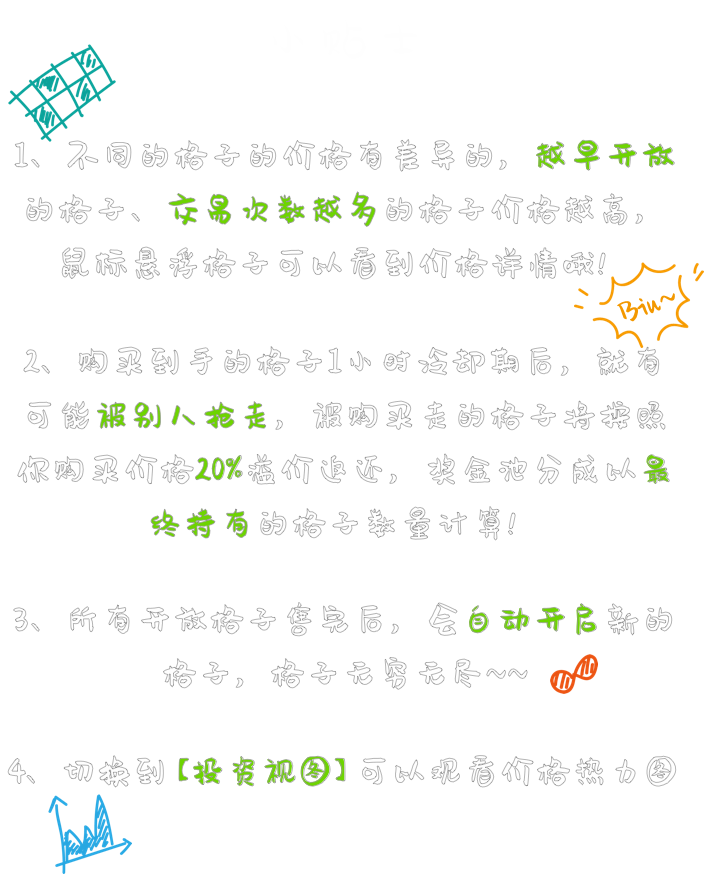 1、不同的格子的价格有差异的，越早开放
的格子、交易次数越多的格子价格越高，
鼠标悬浮格子可以看到价格详情哦！
Biu~
2、购买到手的格子1小时冷却期后，就有
可能被别人抢走，被购买走的格子将按照
你购买价格20%溢价返还，奖金池分成以最
终持有的格子数量计算！
3、所有开放格子售完后，会自动开启新的
格子，格子无穷无尽~~
4、切换到【投资视图】可以观看价格热力图